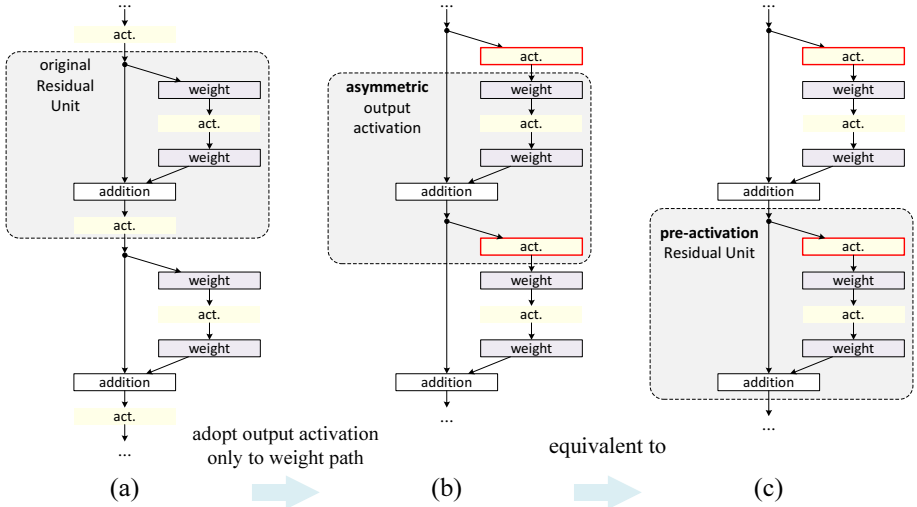 ...
act.
original
Residual
Unit
weight
act.
weight
addition
act.
weight
act.
weight
addition
act.
...
(a)
adopt output activation
only to weight path
...
act.
asymmetric
output
activation
weight
act.
weight
addition
act.
weight
act.
weight
addition
...
(b)
equivalent to
...
act.
weight
act.
weight
addition
pre-activation
Residual Unit
act.
weight
act.
weight
addition
...
(c)